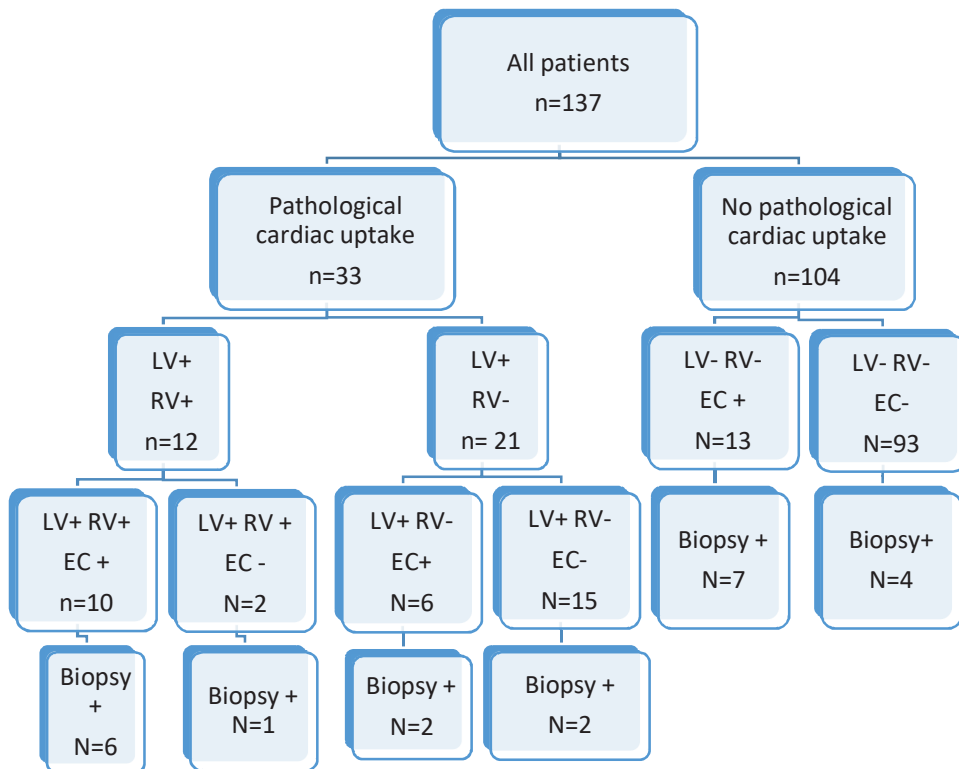 All patients
n=137
Pathological
cardiac uptake
n=33
No pathological
cardiac uptake
n=104
LV+
RV+
n=12
LV+
RV-
n= 21
LV- RV-
EC +
N=13
LV- RV-
EC-
N=93
LV+ RV+
EC +
n=10
LV+ RV +
EC -
N=2
LV+ RV-
EC+
N=6
LV+ RV-
EC-
N=15
Biopsy +
N=7
Biopsy+
N=4
Biopsy
+
N=6
Biopsy +
N=1
Biopsy +
N=2
Biopsy +
N=2